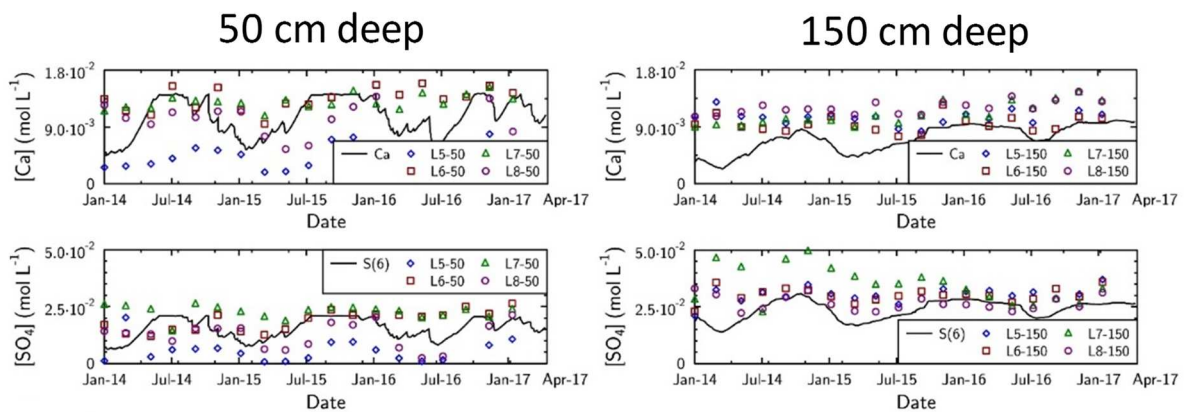 50 cm deep
150 cm deep
[Ca] (mol L⁻¹)
1.8·10⁻²
9.0·10⁻³
0
Ca L5-50 L7-50
L6-50 L8-50
Jan-14 Jul-14 Jan-15 Jul-15 Jan-16 Jul-16 Jan-17 Apr-17
Date
[Ca] (mol L⁻¹)
1.8·10⁻²
9.0·10⁻³
0
Ca L5-150 L7-150
L6-150 L8-150
Jan-14 Jul-14 Jan-15 Jul-15 Jan-16 Jul-16 Jan-17 Apr-17
Date
[SO₄] (mol L⁻¹)
5.0·10⁻²
2.5·10⁻²
0
S(6) L5-50 L7-50
L6-50 L8-50
Jan-14 Jul-14 Jan-15 Jul-15 Jan-16 Jul-16 Jan-17 Apr-17
Date
[SO₄] (mol L⁻¹)
5.0·10⁻²
2.5·10⁻²
0
S(6) L5-150 L7-150
L6-150 L8-150
Jan-14 Jul-14 Jan-15 Jul-15 Jan-16 Jul-16 Jan-17 Apr-17
Date